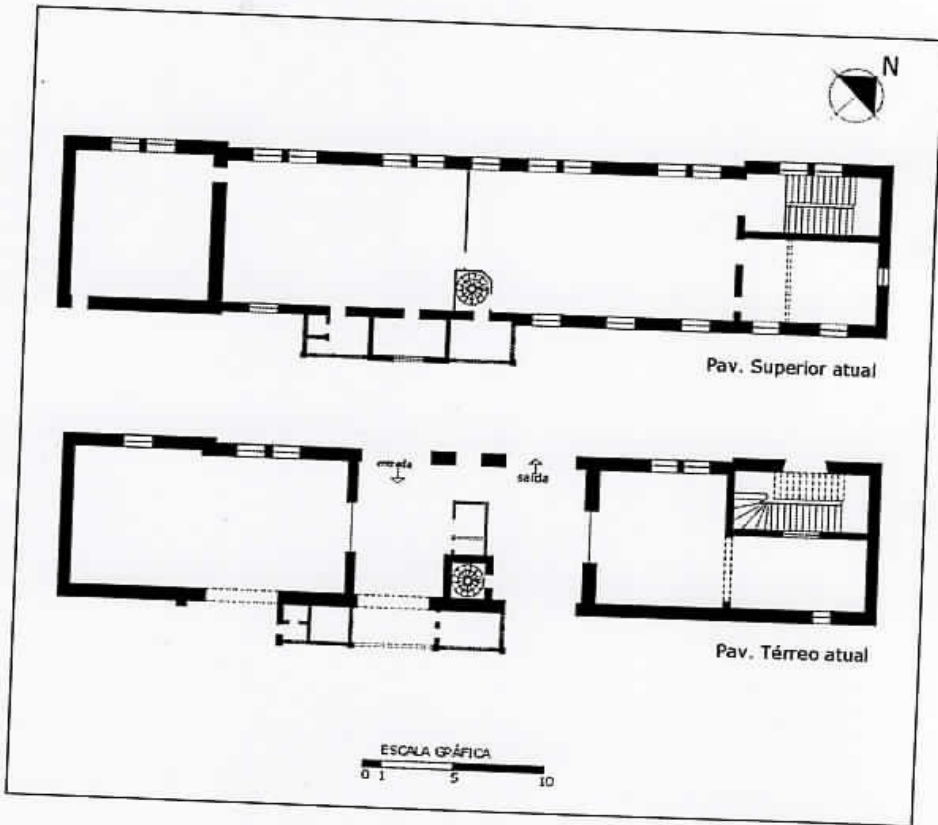 N
Pav. Superior atual
entrada
saída
Pav. Térreo atual
ESCALA GRÁFICA
0 1 5 10